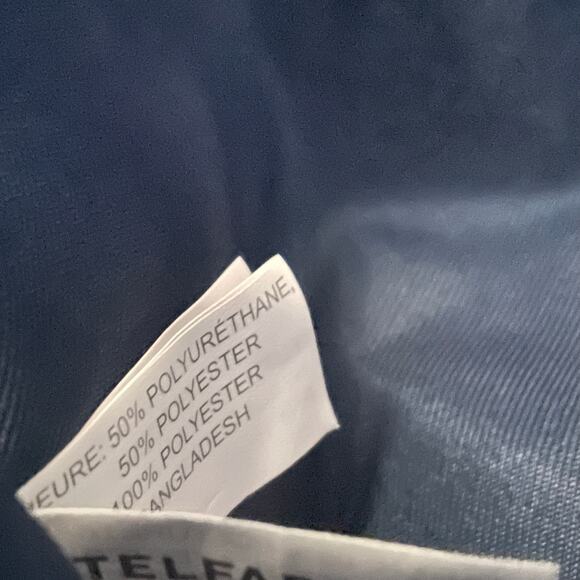 EURE: 50% POLYURÉTHANE,
50% POLYESTER
100% POLYESTER
ANGLADESH
TELFA